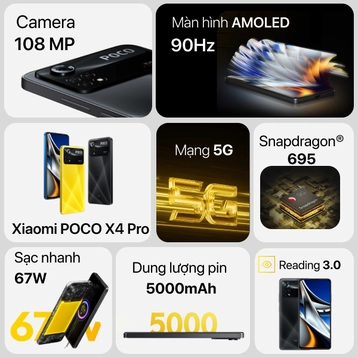 Camera
108 MP
POCO
Màn hình AMOLED
90Hz
Xiaomi POCO X4 Pro
Mạng 5G
5G
Snapdragon®
695
Sạc nhanh
67W
67W
Dung lượng pin
5000mAh
5000
Reading 3.0